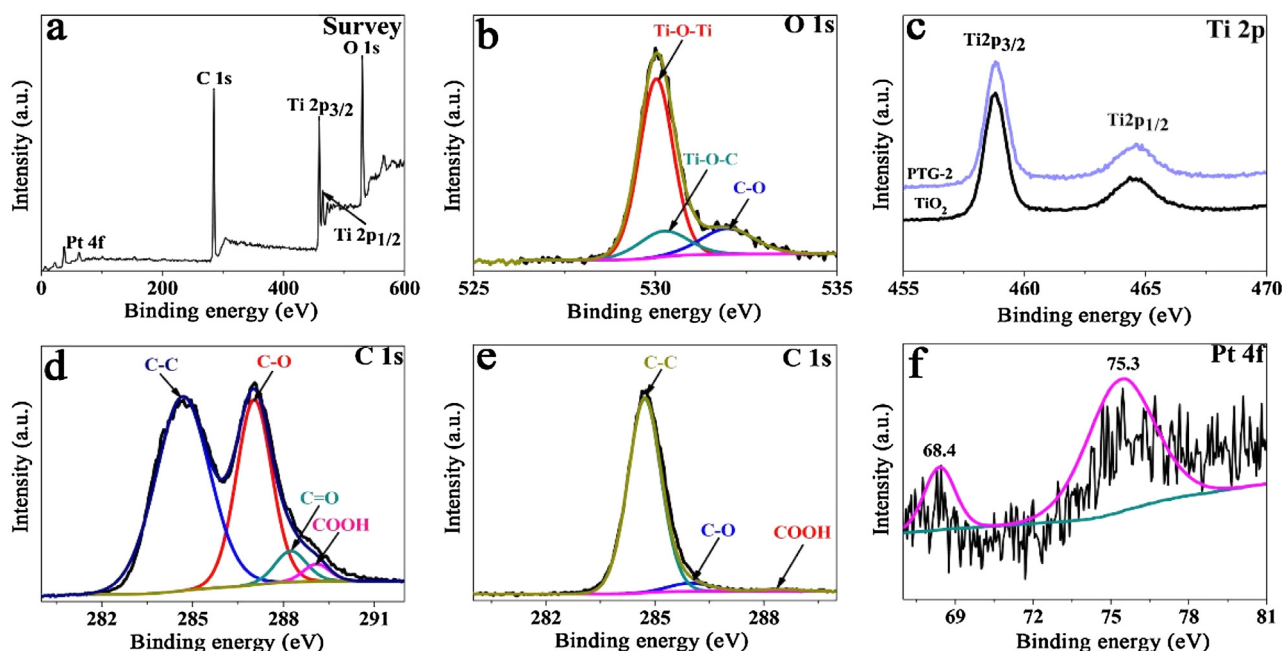 a
Survey
O 1s
C 1s
Ti 2p3/2
Ti 2p1/2
Pt 4f
Intensity (a.u.)
0 200 400 600
Binding energy (eV)
b
O 1s
Ti-O-Ti
Ti-O-C
C-O
Intensity (a.u.)
525 530 535
Binding energy (eV)
c
Ti 2p
Ti2p3/2
Ti2p1/2
PTG-2
TiO2
Intensity (a.u.)
455 460 465 470
Binding energy (eV)
d
C 1s
C-C
C-O
C=O
COOH
Intensity (a.u.)
282 285 288 291
Binding energy (eV)
e
C 1s
C-C
C-O
COOH
Intensity (a.u.)
282 285 288
Binding energy (eV)
f
Pt 4f
75.3
68.4
Intensity (a.u.)
69 72 75 78 81
Binding energy (eV)